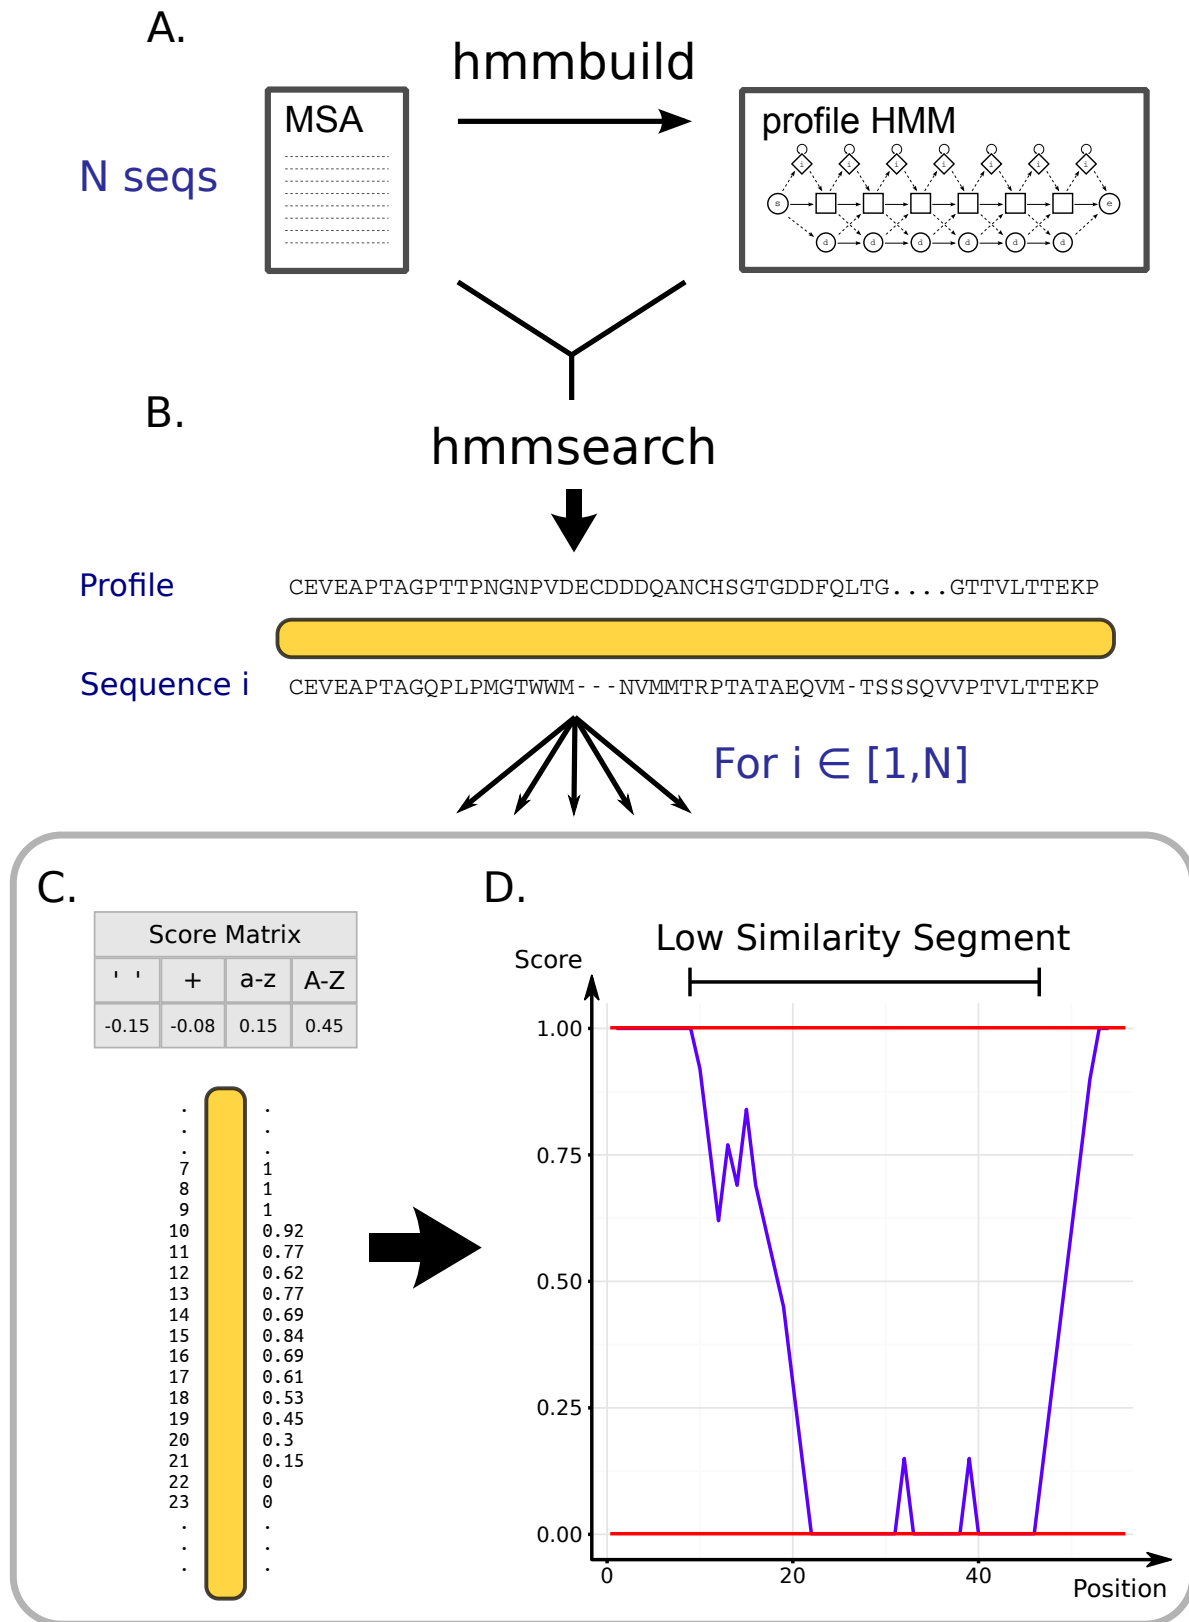 A.
hmmbuild
MSA
N seqs
profile HMM
i i i i i i i
s e
d d d d d d
B.
hmmsearch
Profile CEVEAPTAGPTTPNGNPVDECDDDQANCHSGTGDDFQLTG....GTTVLTTEKP
Sequence i CEVEAPTAGQPLPMGTWWM---NVMMTRPTATAEQVM-TSSSQVVPTVLTTEKP
For i ∈ [1,N]
C.
Score Matrix
' ' + a-z A-Z
-0.15 -0.08 0.15 0.45
. .
. .
. .
7 1
8 1
9 1
10 0.92
11 0.77
12 0.62
13 0.77
14 0.69
15 0.84
16 0.69
17 0.61
18 0.53
19 0.45
20 0.3
21 0.15
22 0
23 0
. .
. .
. .
D.
Low Similarity Segment
Score
1.00
0.75
0.50
0.25
0.00
0 20 40
Position